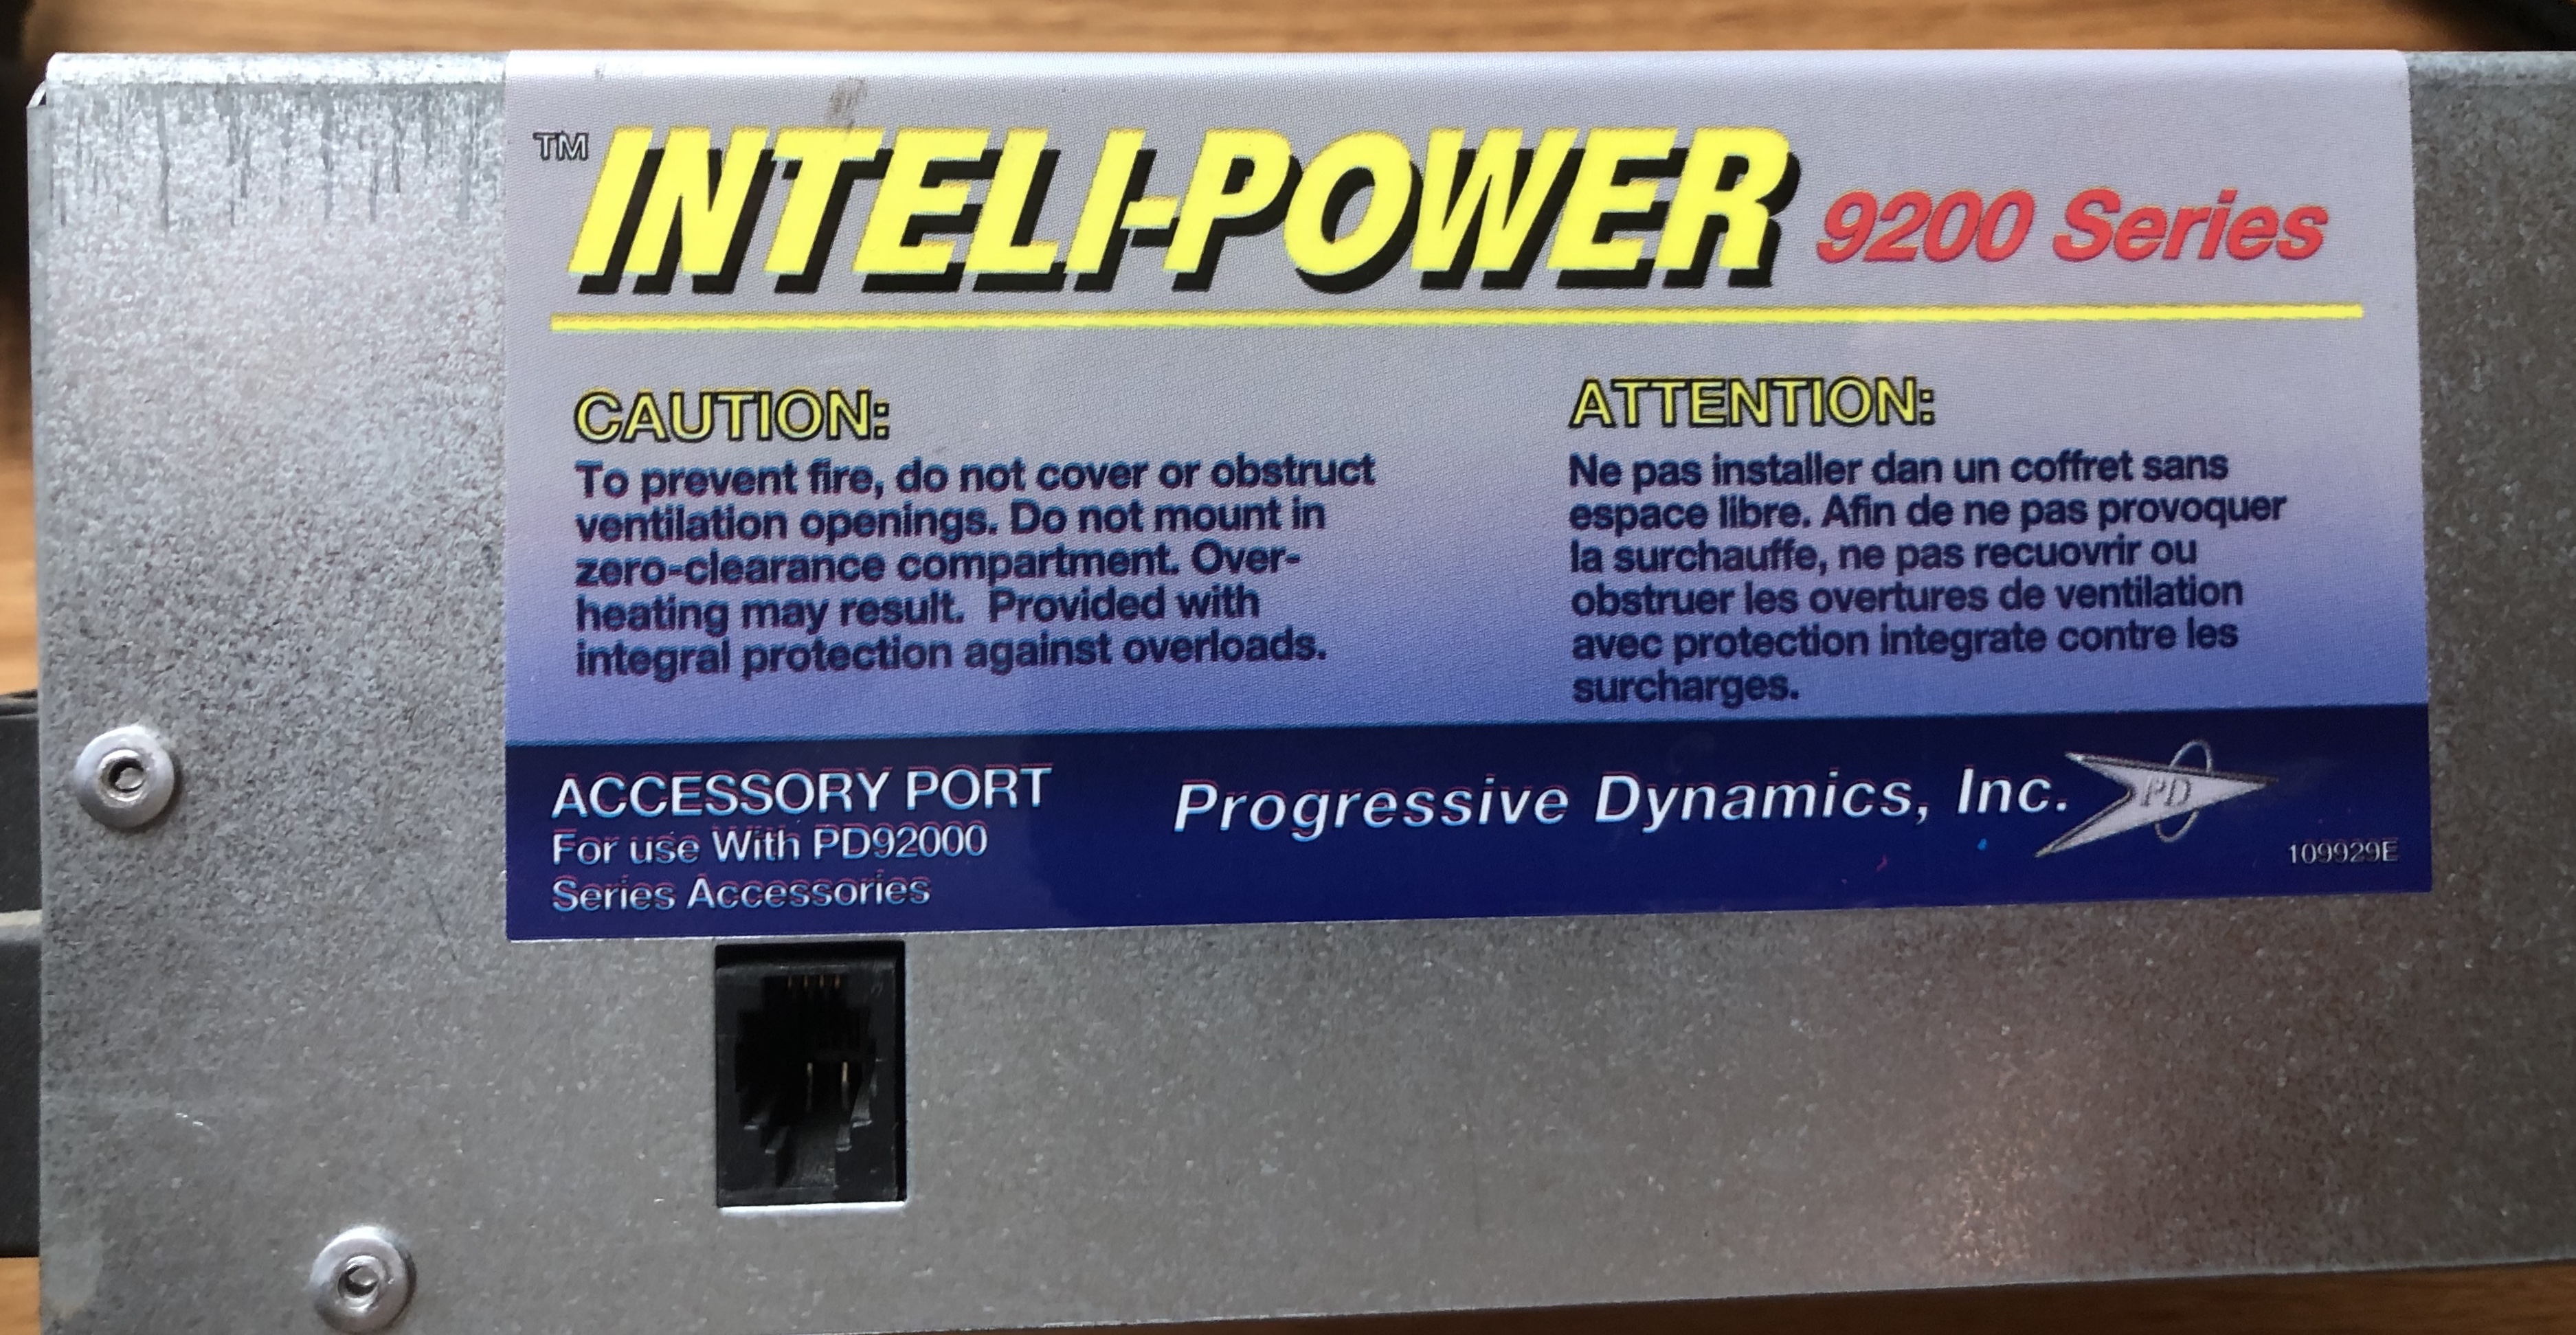 ™ INTELI-POWER 9200 Series
CAUTION:
To prevent fire, do not cover or obstruct
ventilation openings. Do not mount in
zero-clearance compartment. Over-
heating may result. Provided with
integral protection against overloads.
ATTENTION:
Ne pas installer dan un coffret sans
espace libre. Afin de ne pas provoquer
la surchauffe, ne pas recuovrir ou
obstruer les overtures de ventilation
avec protection integrate contre les
surcharges.
ACCESSORY PORT
For use With PD92000
Series Accessories
Progressive Dynamics, Inc.
PD
109929E